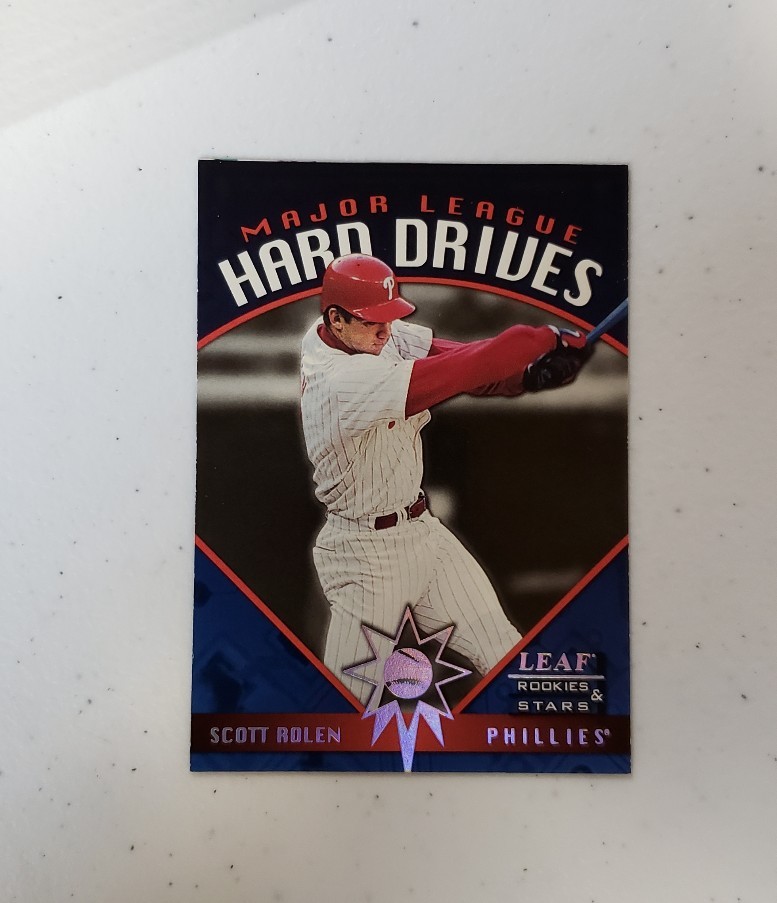 MAJOR LEAGUE
HARD DRIVES
P
LEAF®
ROOKIES
&
STARS
SCOTT ROLEN
PHILLIES®